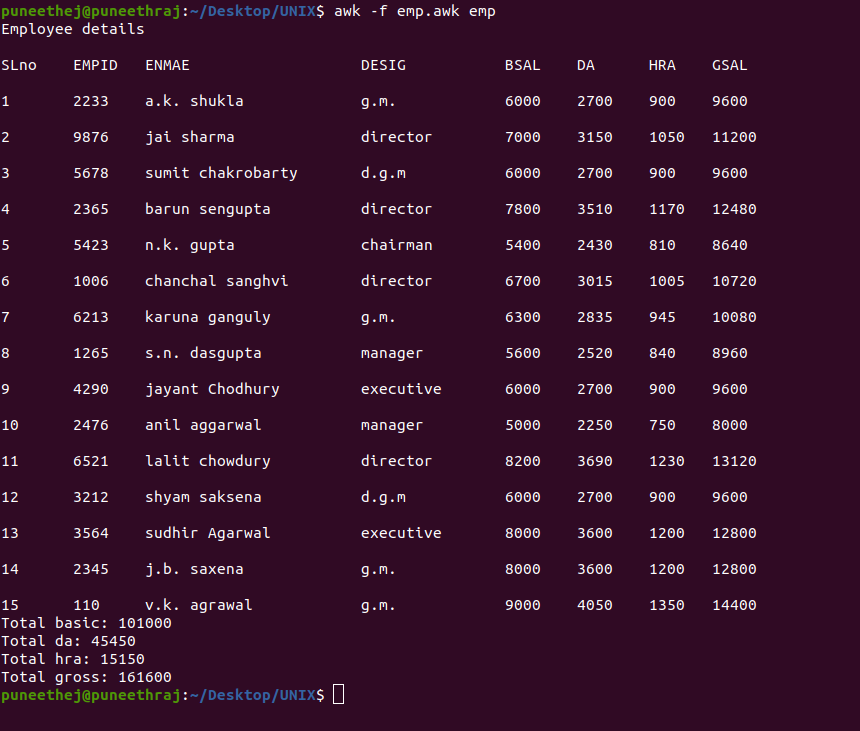 puneethej@puneethraj:~/Desktop/UNIX$ awk -f emp.awk emp
Employee details
SLno EMPID ENMAE DESIG BSAL DA HRA GSAL
1 2233 a.k. shukla g.m. 6000 2700 900 9600
2 9876 jai sharma director 7000 3150 1050 11200
3 5678 sumit chakrobarty d.g.m 6000 2700 900 9600
4 2365 barun sengupta director 7800 3510 1170 12480
5 5423 n.k. gupta chairman 5400 2430 810 8640
6 1006 chanchal sanghvi director 6700 3015 1005 10720
7 6213 karuna ganguly g.m. 6300 2835 945 10080
8 1265 s.n. dasgupta manager 5600 2520 840 8960
9 4290 jayant Chodhury executive 6000 2700 900 9600
10 2476 anil aggarwal manager 5000 2250 750 8000
11 6521 lalit chowdury director 8200 3690 1230 13120
12 3212 shyam saksena d.g.m 6000 2700 900 9600
13 3564 sudhir Agarwal executive 8000 3600 1200 12800
14 2345 j.b. saxena g.m. 8000 3600 1200 12800
15 110 v.k. agrawal g.m. 9000 4050 1350 14400
Total basic: 101000
Total da: 45450
Total hra: 15150
Total gross: 161600
puneethej@puneethraj:~/Desktop/UNIX$